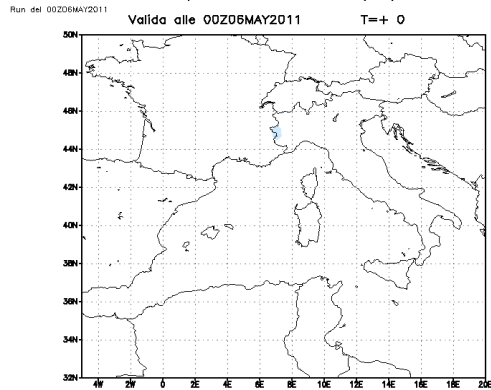 Run del 00Z06MAY2011
Valida alle 00Z06MAY2011 T=+ 0
50N
48N
46N
44N
42N
40N
38N
36N
34N
32N
4W 2W 0 2E 4E 6E 8E 10E 12E 14E 16E 18E 20E